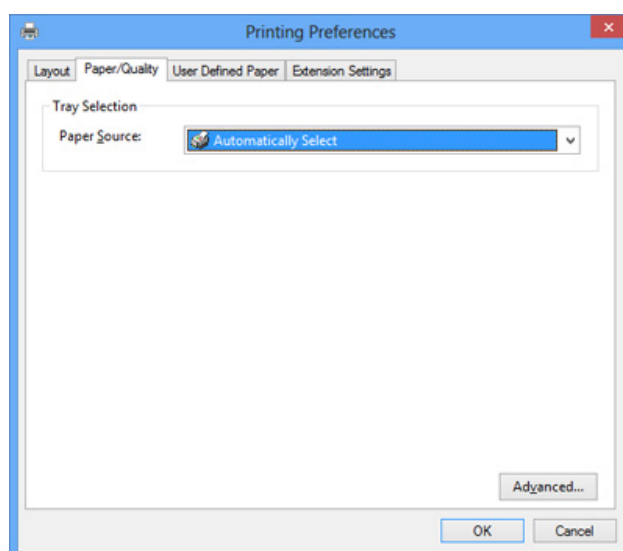 Printing Preferences
Layout Paper/Quality User Defined Paper Extension Settings
Tray Selection
Paper Source: Automatically Select
Advanced...
OK Cancel